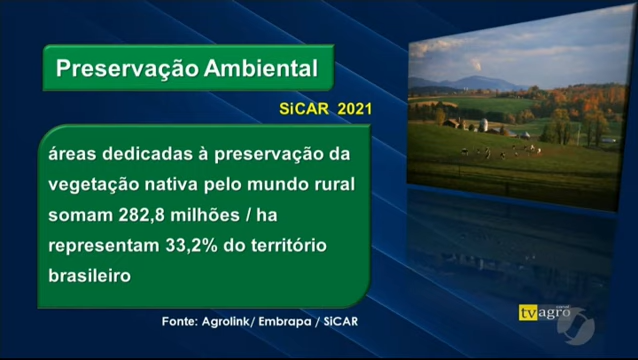 Preservação Ambiental
SiCAR 2021
áreas dedicadas à preservação da
vegetação nativa pelo mundo rural
somam 282,8 milhões / ha
representam 33,2% do território
brasileiro
Fonte: Agrolink/ Embrapa / SiCAR
tvagro